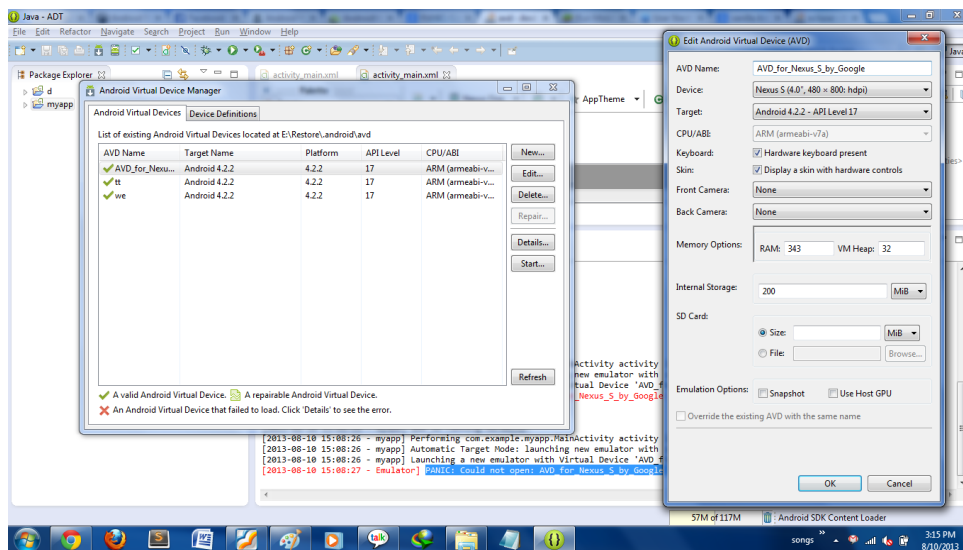 Java - ADT
File Edit Refactor Navigate Search Project Run Window Help
Java
Package Explorer
d
myapp
activity_main.xml
activity_main.xml
Palette
AppTheme
Android Virtual Device Manager
Android Virtual Devices
Device Definitions
List of existing Android Virtual Devices located at E:\Restore\.android\avd
AVD Name Target Name Platform API Level CPU/ABI
AVD_for_Nexu... Android 4.2.2 4.2.2 17 ARM (armeabi-v...
tt Android 4.2.2 4.2.2 17 ARM (armeabi-v...
we Android 4.2.2 4.2.2 17 ARM (armeabi-v...
New...
Edit...
Delete...
Repair...
Details...
Start...
Refresh
A valid Android Virtual Device. A repairable Android Virtual Device.
An Android Virtual Device that failed to load. Click 'Details' to see the error.
Activity activity
new emulator with
tual Device 'AVD_f
_Nexus_S_by_Google
[2013-08-10 15:08:26 - myapp] Performing com.example.myapp.MainActivity activity
[2013-08-10 15:08:26 - myapp] Automatic Target Mode: launching new emulator with
[2013-08-10 15:08:26 - myapp] Launching a new emulator with Virtual Device 'AVD_f
[2013-08-10 15:08:27 - Emulator] PANIC: Could not open: AVD_for_Nexus_S_by_Google
Edit Android Virtual Device (AVD)
AVD Name: AVD_for_Nexus_S_by_Google
Device: Nexus S (4.0", 480 × 800: hdpi)
Target: Android 4.2.2 - API Level 17
CPU/ABI: ARM (armeabi-v7a)
Keyboard: Hardware keyboard present
Skin: Display a skin with hardware controls
Front Camera: None
Back Camera: None
Memory Options: RAM: 343 VM Heap: 32
Internal Storage: 200 MiB
SD Card:
Size: MiB
File: Browse...
Emulation Options: Snapshot Use Host GPU
Override the existing AVD with the same name
OK Cancel
57M of 117M
Android SDK Content Loader
talk
songs
3:15 PM
8/10/2013